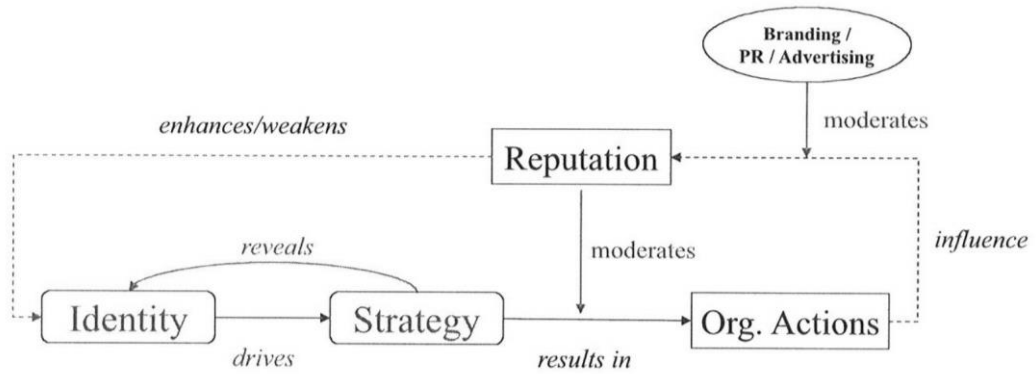 Branding /
PR / Advertising
moderates
enhances/weakens
Reputation
influence
reveals
moderates
Identity
Strategy
Org. Actions
drives
results in